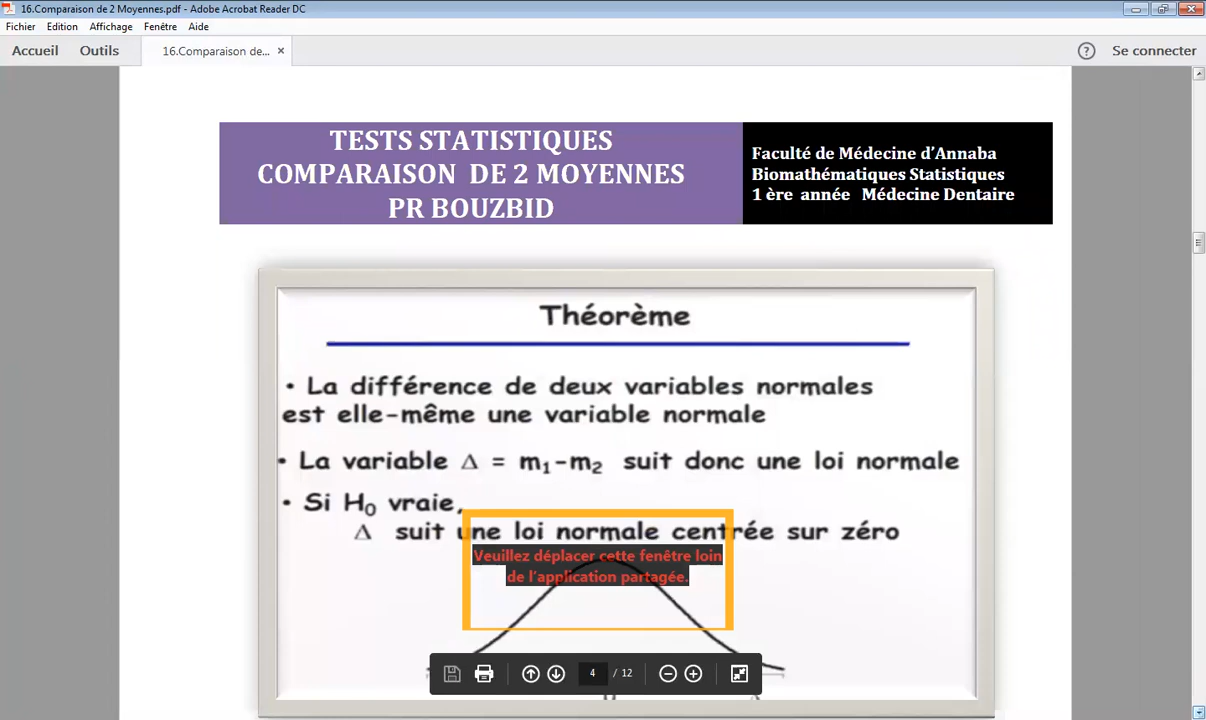 16.Comparaison de 2 Moyennes.pdf - Adobe Acrobat Reader DC
Fichier Edition Affichage Fenêtre Aide
Accueil Outils 16.Comparaison de... × ? Se connecter
TESTS STATISTIQUES
COMPARAISON DE 2 MOYENNES
PR BOUZBID
Faculté de Médecine d'Annaba
Biomathématiques Statistiques
1 ère année Médecine Dentaire
Théorème
• La différence de deux variables normales
est elle-même une variable normale
• La variable Δ = m₁-m₂ suit donc une loi normale
• Si H₀ vraie,
Δ suit une loi normale centrée sur zéro
Veuillez déplacer cette fenêtre loin
de l'application partagée.
4 / 12